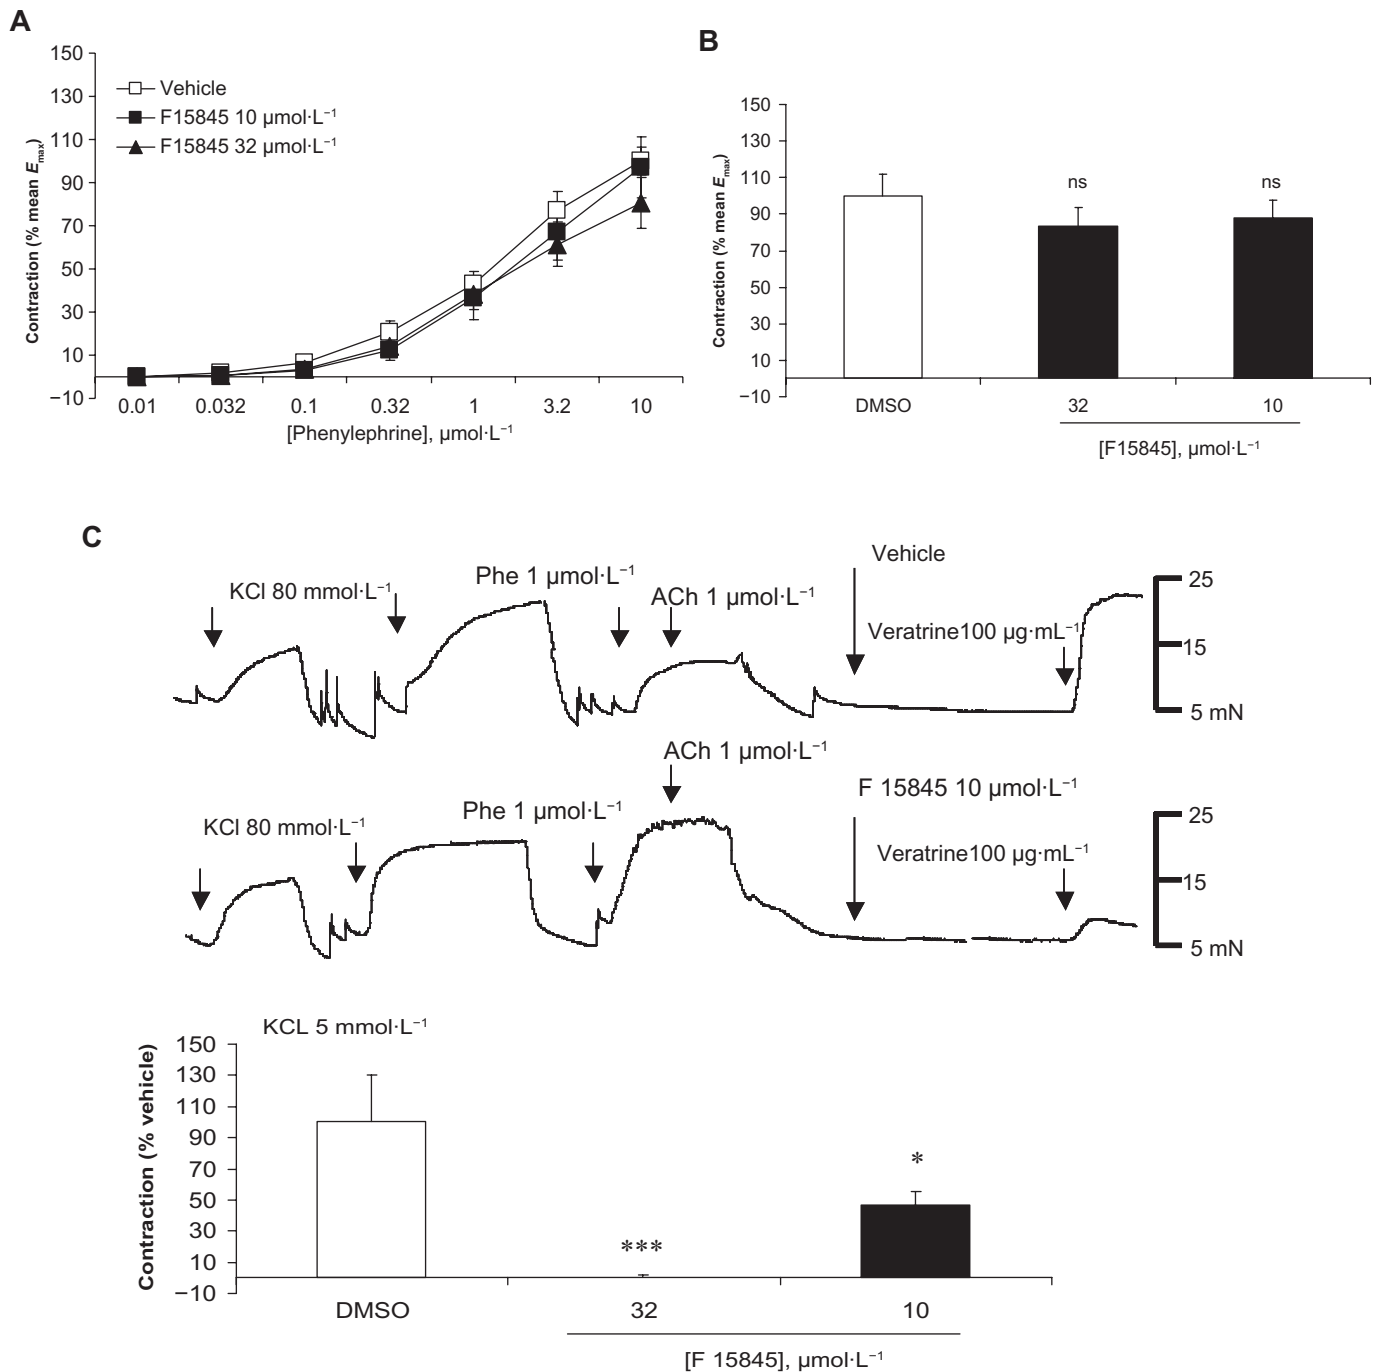 A
150
130
110
90
70
50
30
10
−10
Contraction (% mean Emax)
Vehicle
F15845 10 µmol·L⁻¹
F15845 32 µmol·L⁻¹
0.01 0.032 0.1 0.32 1 3.2 10
[Phenylephrine], µmol·L⁻¹
B
150
130
110
90
70
50
30
10
−10
Contraction (% mean Emax)
ns
ns
DMSO 32 10
[F15845], µmol·L⁻¹
C
KCl 80 mmol·L⁻¹
Phe 1 µmol·L⁻¹
ACh 1 µmol·L⁻¹
Vehicle
Veratrine100 µg·mL⁻¹
25
15
5 mN
KCl 80 mmol·L⁻¹
Phe 1 µmol·L⁻¹
ACh 1 µmol·L⁻¹
F 15845 10 µmol·L⁻¹
Veratrine100 µg·mL⁻¹
25
15
5 mN
KCL 5 mmol·L⁻¹
150
130
110
90
70
50
30
10
−10
Contraction (% vehicle)
***
*
DMSO 32 10
[F 15845], µmol·L⁻¹